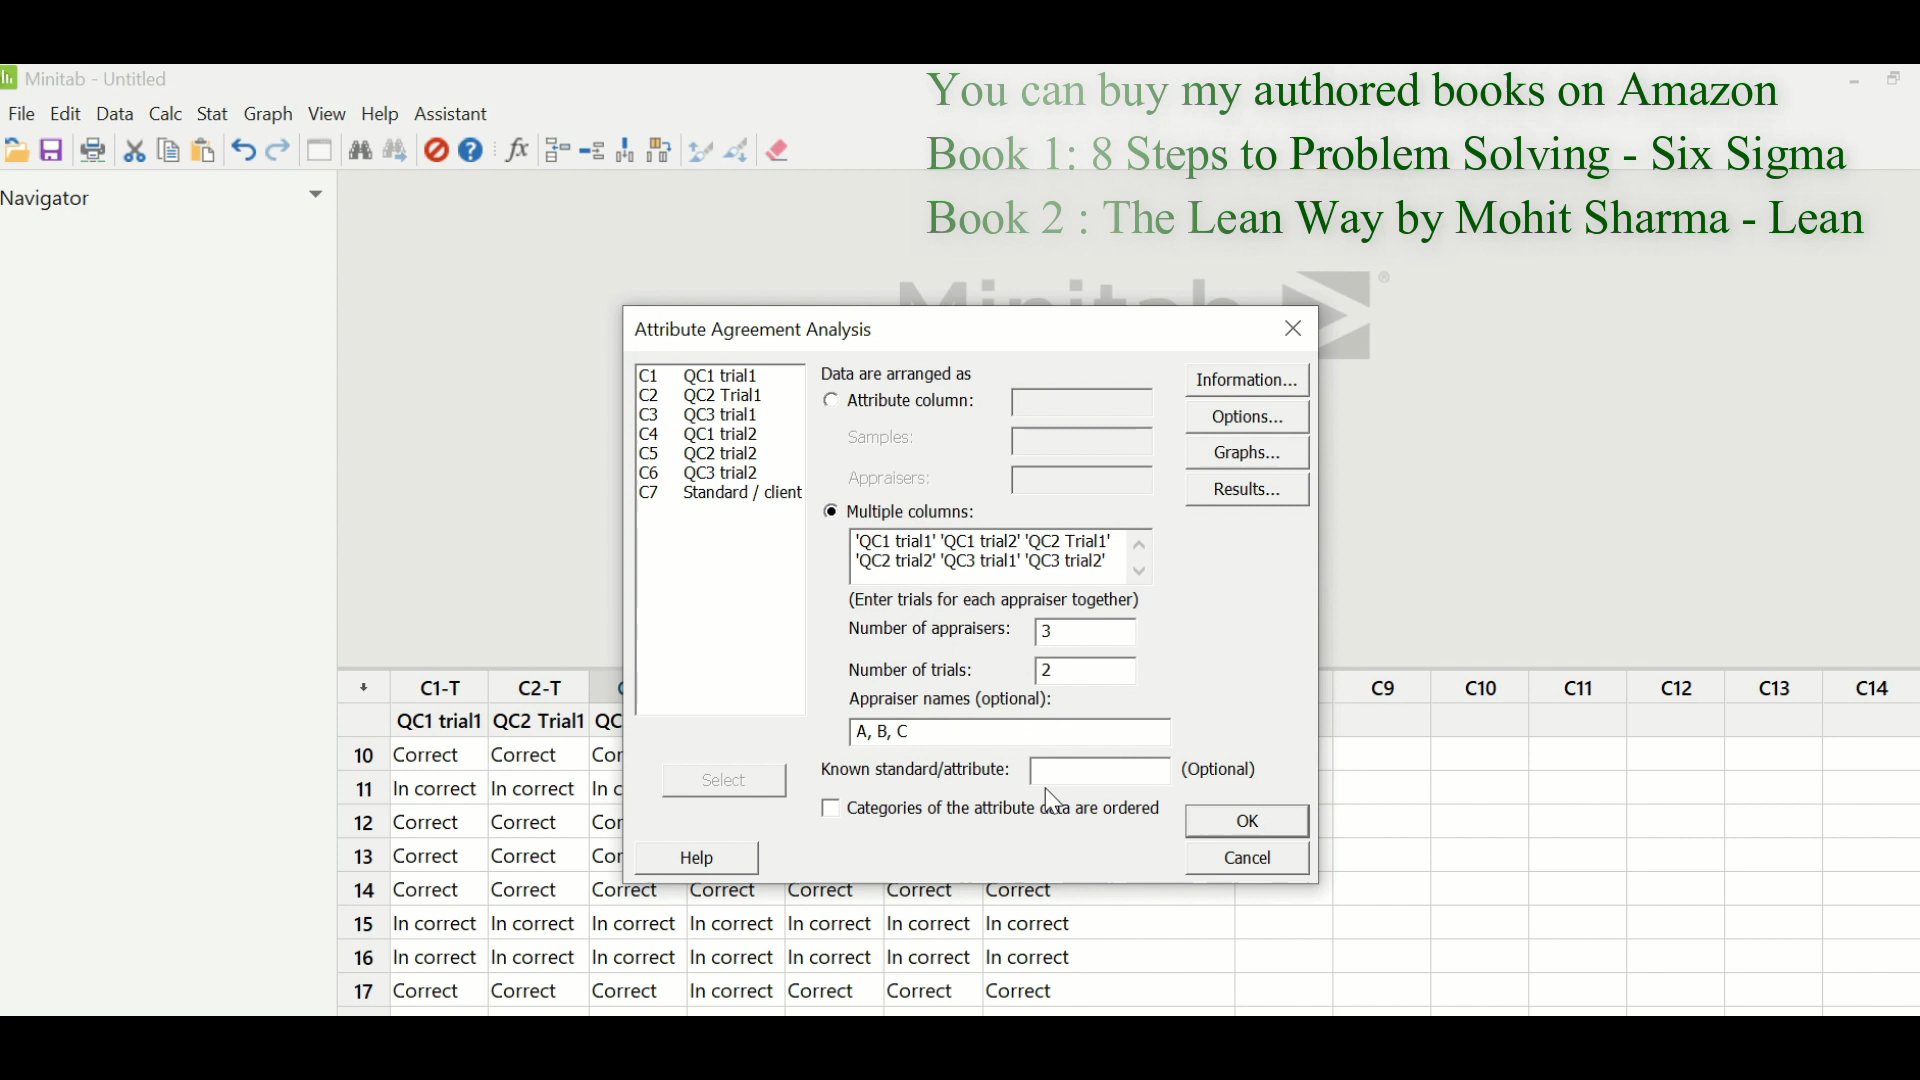 Minitab - Untitled
You can buy my authored books on Amazon
File Edit Data Calc Stat Graph View Help Assistant
Book 1: 8 Steps to Problem Solving - Six Sigma
Navigator
Book 2 : The Lean Way by Mohit Sharma - Lean
Minitab
Attribute Agreement Analysis
C1 QC1 trial1
C2 QC2 Trial1
C3 QC3 trial1
C4 QC1 trial2
C5 QC2 trial2
C6 QC3 trial2
C7 Standard / client
Data are arranged as
Attribute column:
Samples:
Appraisers:
Multiple columns:
'QC1 trial1' 'QC1 trial2' 'QC2 Trial1'
'QC2 trial2' 'QC3 trial1' 'QC3 trial2'
(Enter trials for each appraiser together)
Number of appraisers: 3
Number of trials: 2
Appraiser names (optional):
A, B, C
Known standard/attribute: (Optional)
Categories of the attribute data are ordered
Information...
Options...
Graphs...
Results...
Select
OK
Help
Cancel
C1-T C2-T C9 C10 C11 C12 C13 C14
QC1 trial1 QC2 Trial1 QC
10 Correct Correct Cor
11 In correct In correct In c
12 Correct Correct Cor
13 Correct Correct Cor
14 Correct Correct Correct Correct Correct Correct Correct
15 In correct In correct In correct In correct In correct In correct In correct
16 In correct In correct In correct In correct In correct In correct In correct
17 Correct Correct Correct In correct Correct Correct Correct